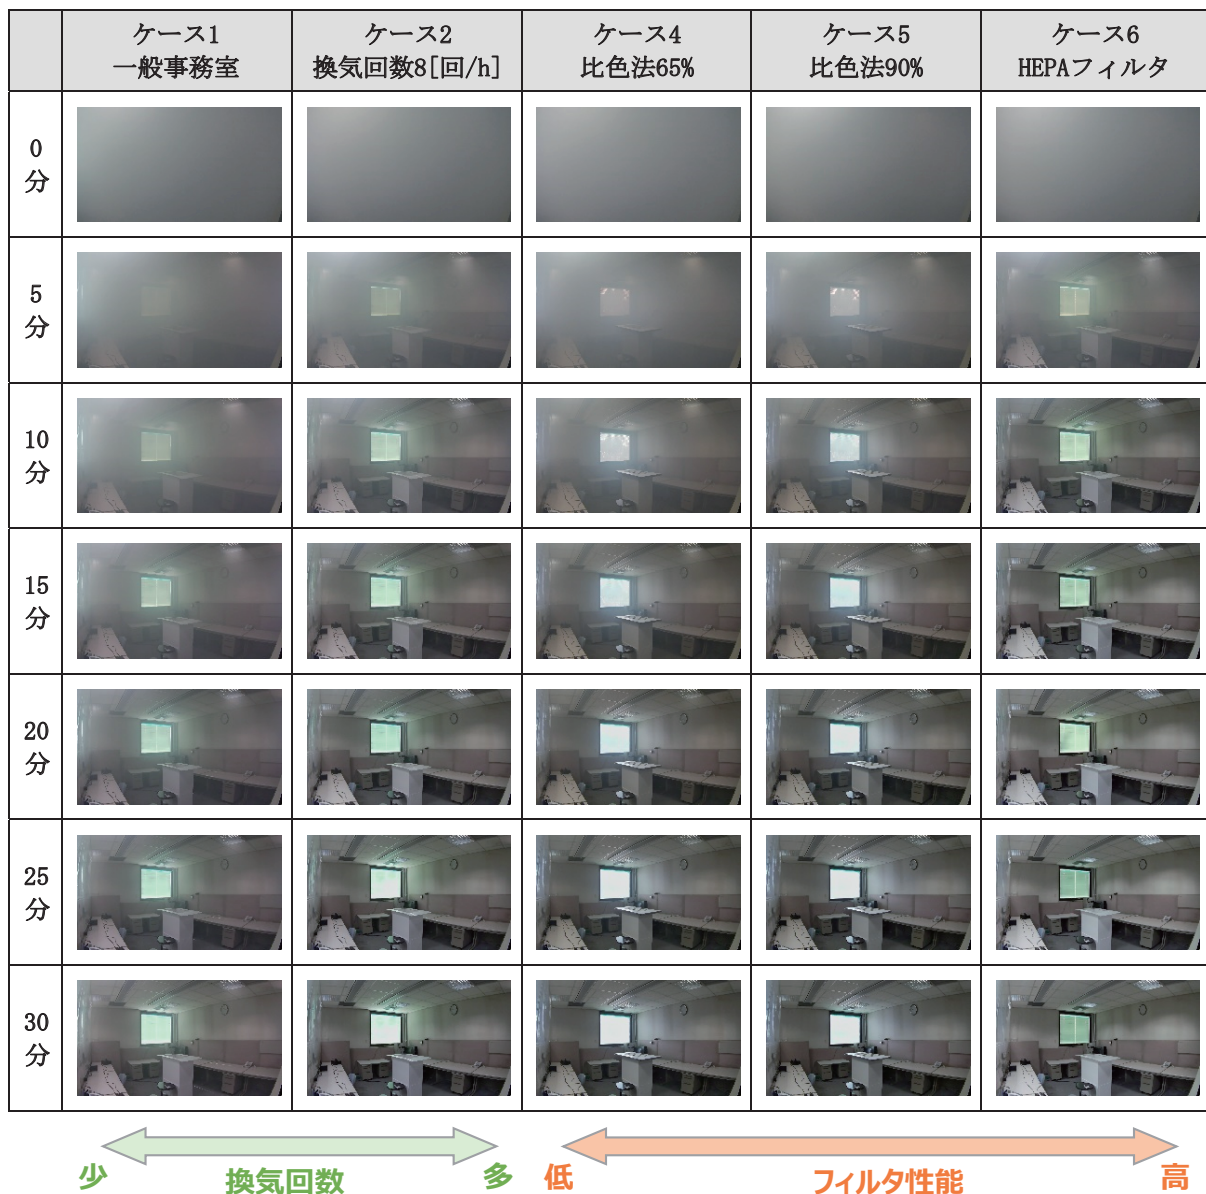 ケース1
一般事務室
ケース2
換気回数8[回/h]
ケース4
比色法65%
ケース5
比色法90%
ケース6
HEPAフィルタ
0
分
5
分
10
分
15
分
20
分
25
分
30
分
少
換気回数
多
低
フィルタ性能
高